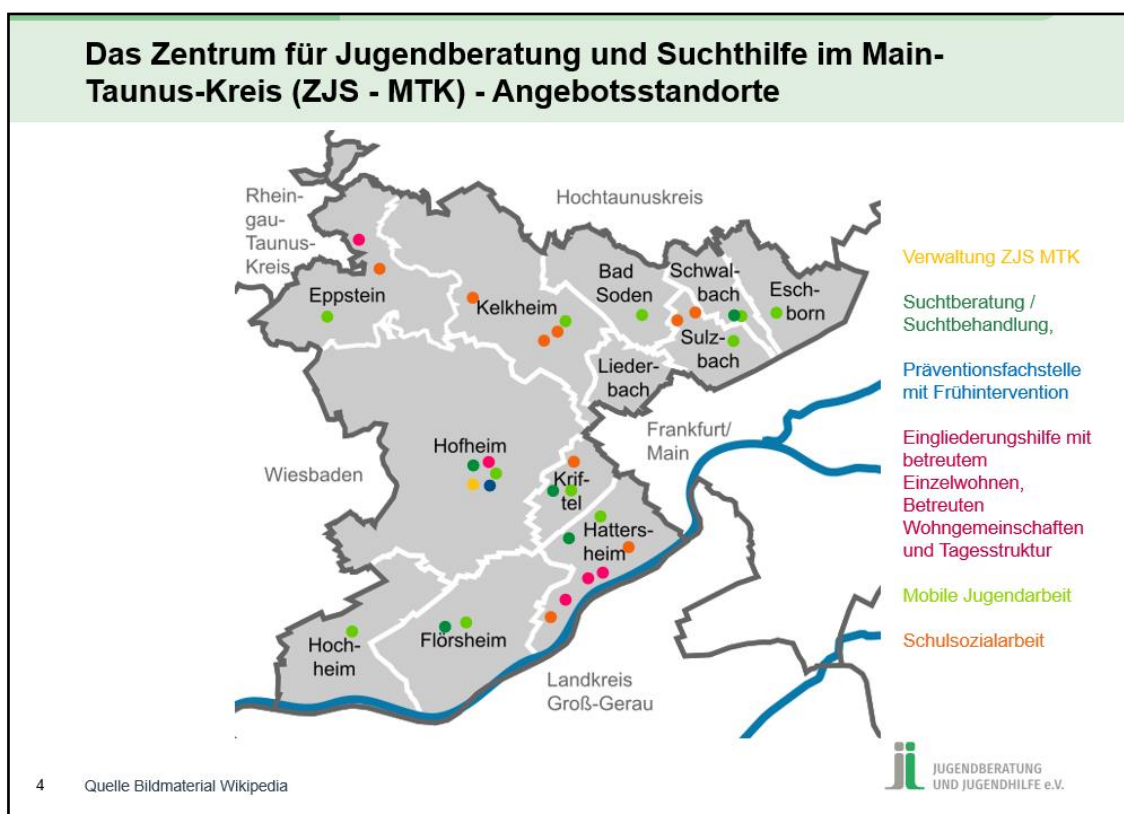 Das Zentrum für Jugendberatung und Suchthilfe im Main-
Taunus-Kreis (ZJS - MTK) - Angebotsstandorte
Rhein-
gau-
Taunus-
Kreis
Hochtaunuskreis
Eppstein
Kelkheim
Bad
Soden
Schwal-
bach
Esch-
born
Sulz-
bach
Lieder-
bach
Hofheim
Wiesbaden
Frankfurt/
Main
Krif-
tel
Hatters-
heim
Hoch-
heim
Flörsheim
Landkreis
Groß-Gerau
Verwaltung ZJS MTK
Suchtberatung /
Suchtbehandlung,
Präventionsfachstelle
mit Frühintervention
Eingliederungshilfe mit
betreutem
Einzelwohnen,
Betreuten
Wohngemeinschaften
und Tagesstruktur
Mobile Jugendarbeit
Schulsozialarbeit
4 Quelle Bildmaterial Wikipedia
JUGENDBERATUNG
UND JUGENDHILFE e.V.